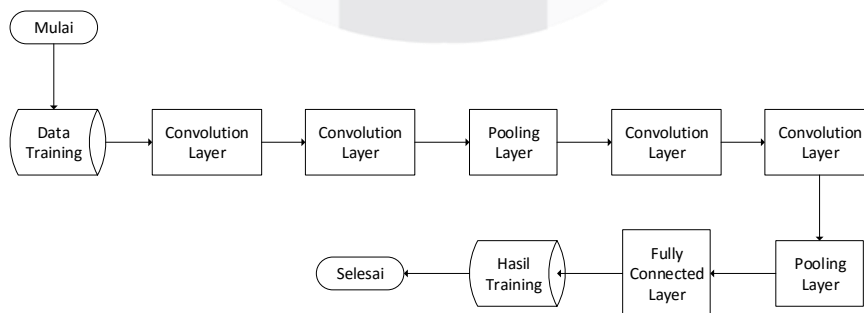 Mulai
Data
Training
Convolution
Layer
Convolution
Layer
Pooling
Layer
Convolution
Layer
Convolution
Layer
Pooling
Layer
Fully
Connected
Layer
Hasil
Training
Selesai